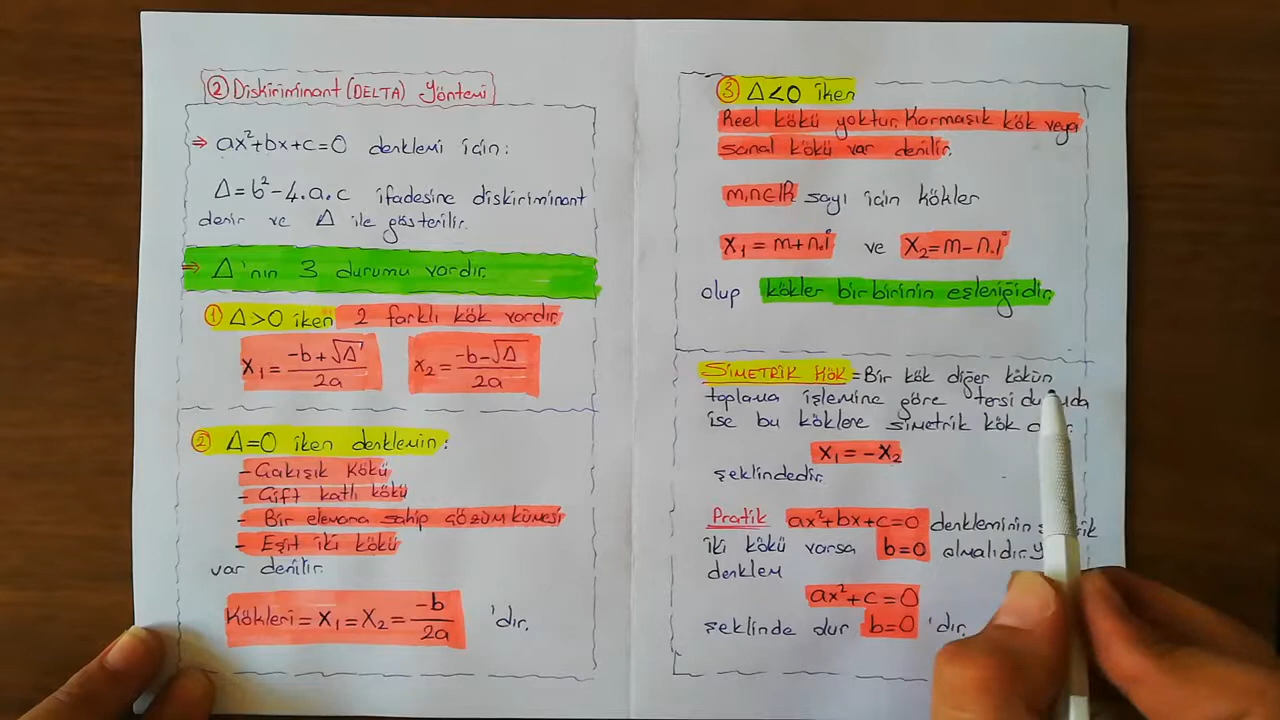 ② Diskiriminant (DELTA) Yöntemi
⇒ ax²+bx+c=0 denklemi için:
Δ=b²-4.a.c ifadesine diskiriminant
denir ve Δ ile gösterilir.
⇒ Δ'nın 3 durumu vardır.
① Δ>0 iken 2 farklı kök vardır.
x₁ = (-b+√Δ)/2a x₂ = (-b-√Δ)/2a
② Δ=0 iken denklemin:
- Çakışık Kökü
- Çift katlı kökü
- Bir elemana sahip çözüm kümesi
- Eşit iki kökü
var denilir.
Kökleri = x₁ = x₂ = -b/2a 'dır.
③ Δ<0 iken
Reel kökü yoktur. Karmaşık kök veya
sanal kökü var denilir.
m,n∈ℝ sayı için kökler
x₁ = m+n.i ve x₂=m-n.i
olup kökler birbirinin eşleniğidir.
SİMETRİK KÖK = Bir kök diğer kökün
toplama işlemine göre tersi
ise bu köklere simetrik kök
x₁ = -x₂
şeklindedir.
Pratik ax²+bx+c=0 denkleminin
iki kökü varsa b=0 olmalıdır.
denklem
ax²+c=0
şeklinde dur b=0 'dır.